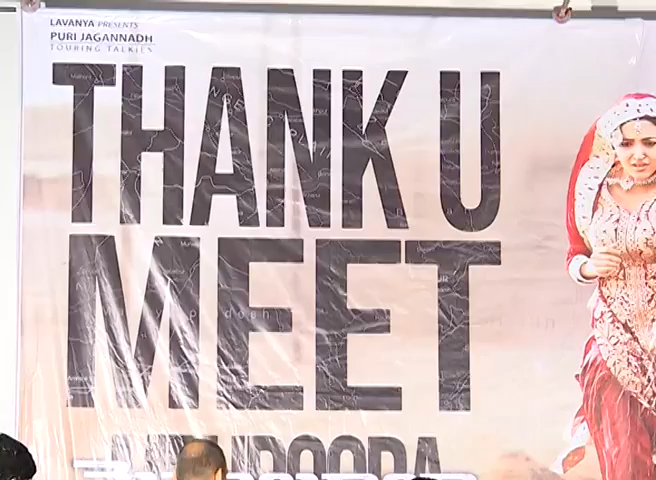 LAVANYA PRESENTS
PURI JAGANNADH
TOURING TALKIES
THANK U
MEET